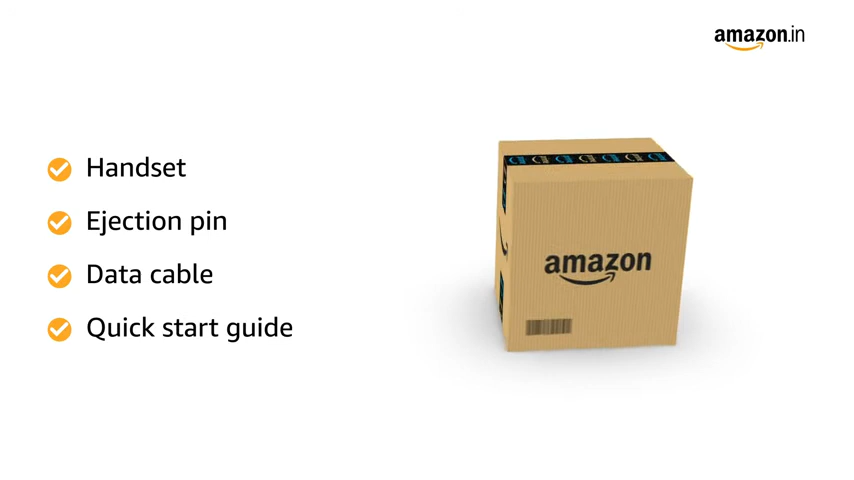 amazon.in
Handset
Ejection pin
Data cable
Quick start guide
amazon